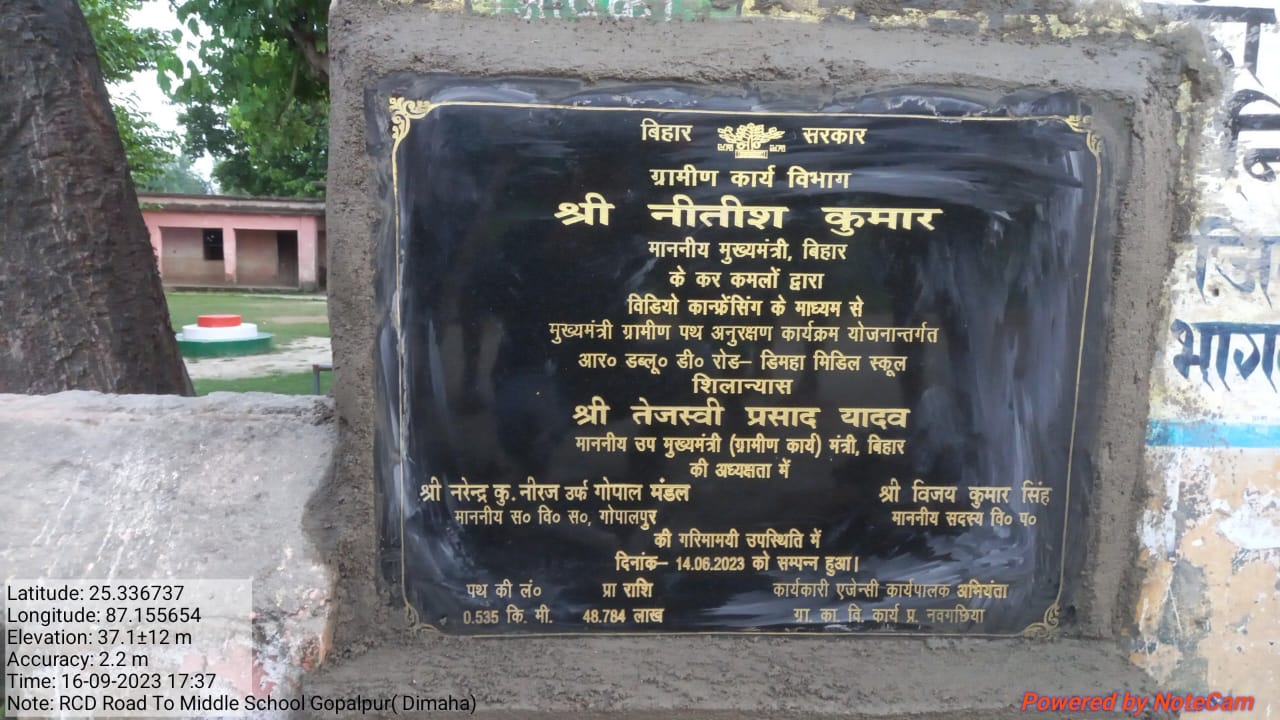 बिहार सरकार
ग्रामीण कार्य विभाग
श्री नीतीश कुमार
माननीय मुख्यमंत्री, बिहार
के कर कमलों द्वारा
विडियो कान्फ्रेंसिंग के माध्यम से
मुख्यमंत्री ग्रामीण पथ अनुरक्षण कार्यक्रम योजनान्तर्गत
आर० डब्लू० डी० रोड– डिमहा मिडिल स्कूल
शिलान्यास
श्री तेजस्वी प्रसाद यादव
माननीय उप मुख्यमंत्री (ग्रामीण कार्य) मंत्री, बिहार
की अध्यक्षता में
श्री नरेन्द्र कु. नीरज उर्फ गोपाल मंडल श्री विजय कुमार सिंह
माननीय स० वि० स०, गोपालपुर माननीय सदस्य वि० प०
की गरिमामयी उपस्थिति में
दिनांक– 14.06.2023 को सम्पन्न हुआ।
पथ की लं० प्रा राशि कार्यकारी एजेन्सी कार्यपालक अभियंता
0.535 कि. मी. 48.784 लाख ग्रा. का. वि. कार्य प्र. नवगछिया
भाग
Latitude: 25.336737
Longitude: 87.155654
Elevation: 37.1±12 m
Accuracy: 2.2 m
Time: 16-09-2023 17:37
Note: RCD Road To Middle School Gopalpur( Dimaha)
Powered by NoteCam